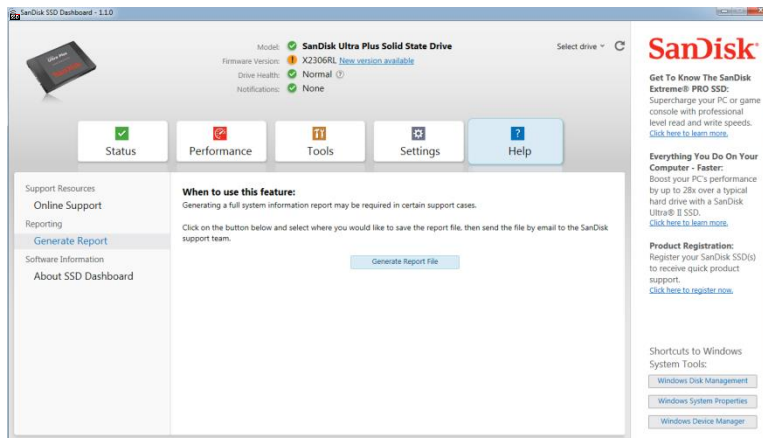 SanDisk SSD Dashboard - 1.1.0
Model: SanDisk Ultra Plus Solid State Drive
Select drive
Firmware Version: X2306RL New version available
Drive Health: Normal
Notifications: None
Status
Performance
Tools
Settings
Help
Support Resources
Online Support
Reporting
Generate Report
Software Information
About SSD Dashboard
When to use this feature:
Generating a full system information report may be required in certain support cases.
Click on the button below and select where you would like to save the report file, then send the file by email to the SanDisk
support team.
Generate Report File
SanDisk
Get To Know The SanDisk
Extreme® PRO SSD:
Supercharge your PC or game
console with professional
level read and write speeds.
Click here to learn more.
Everything You Do On Your
Computer - Faster:
Boost your PC's performance
by up to 28x over a typical
hard drive with a SanDisk
Ultra® II SSD.
Click here to learn more.
Product Registration:
Register your SanDisk SSD(s)
to receive quick product
support.
Click here to register now.
Shortcuts to Windows
System Tools:
Windows Disk Management
Windows System Properties
Windows Device Manager